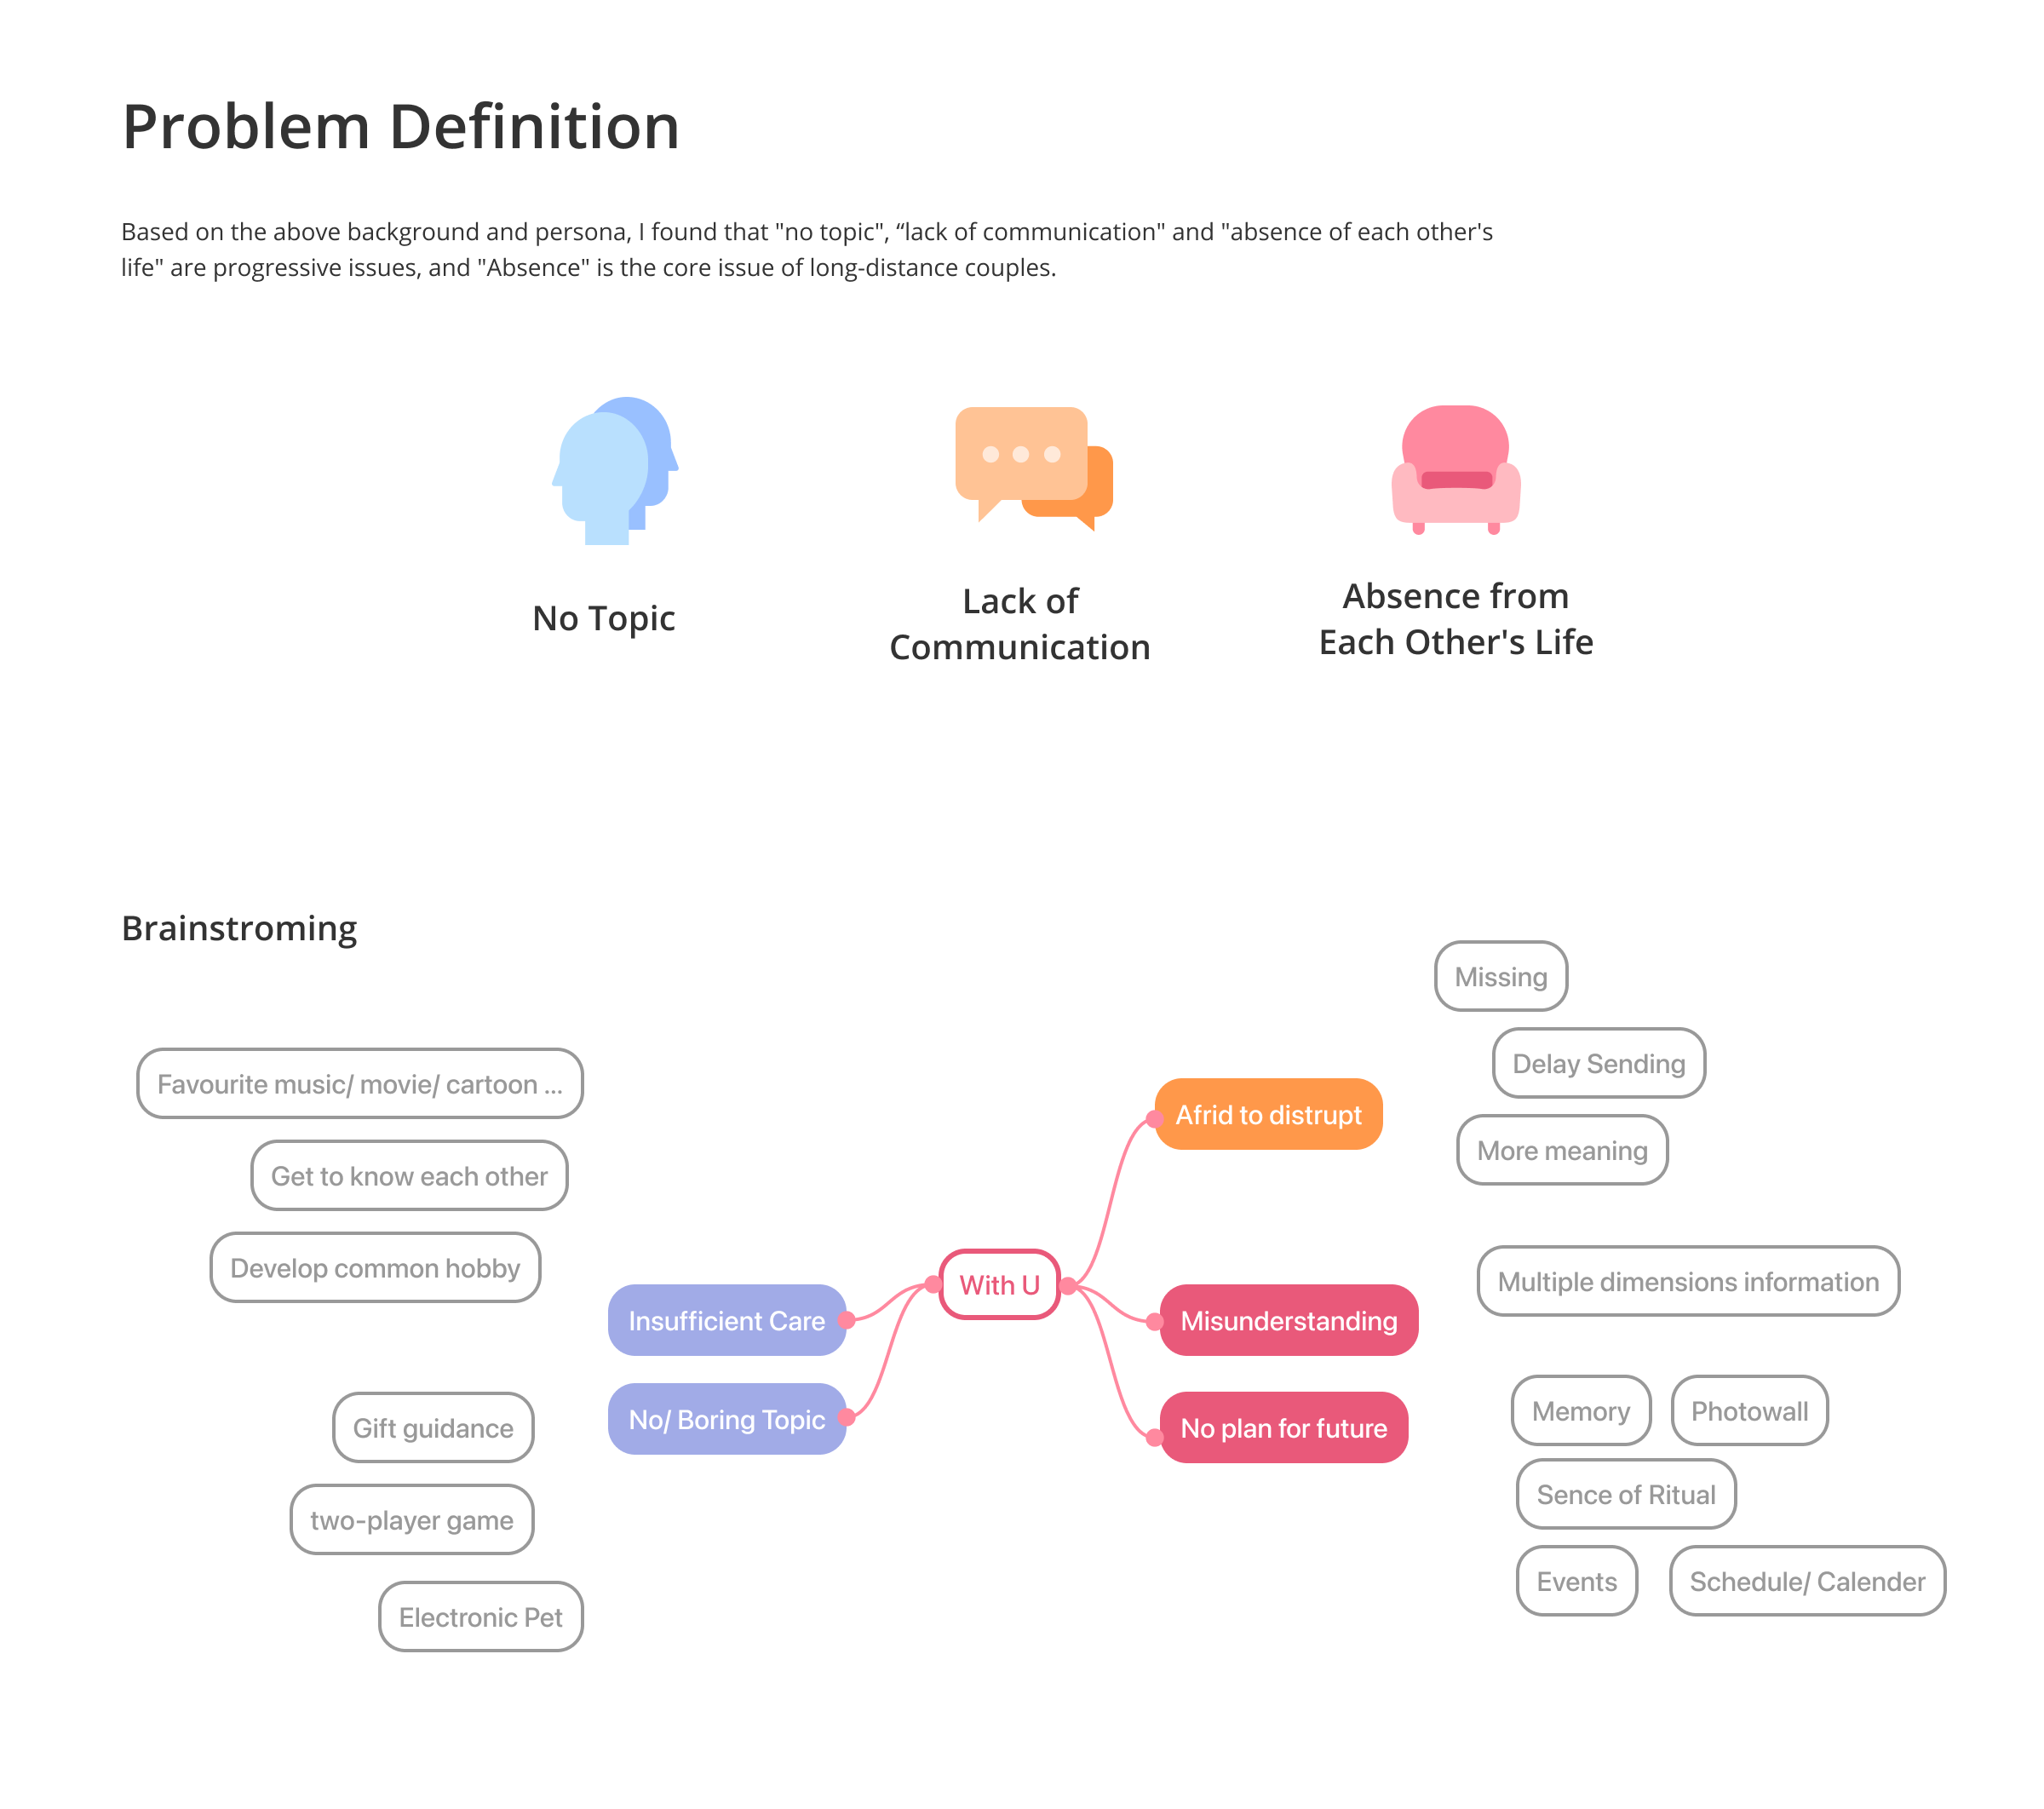 Problem Definition
Based on the above background and persona, I found that "no topic", “lack of communication" and "absence of each other's
life" are progressive issues, and "Absence" is the core issue of long-distance couples.
No Topic
Lack of
Communication
Absence from
Each Other's Life
Brainstroming
Favourite music/ movie/ cartoon ...
Get to know each other
Develop common hobby
Gift guidance
two-player game
Electronic Pet
Insufficient Care
No/ Boring Topic
With U
Afrid to distrupt
Misunderstanding
No plan for future
Missing
Delay Sending
More meaning
Multiple dimensions information
Memory
Photowall
Sence of Ritual
Events
Schedule/ Calender